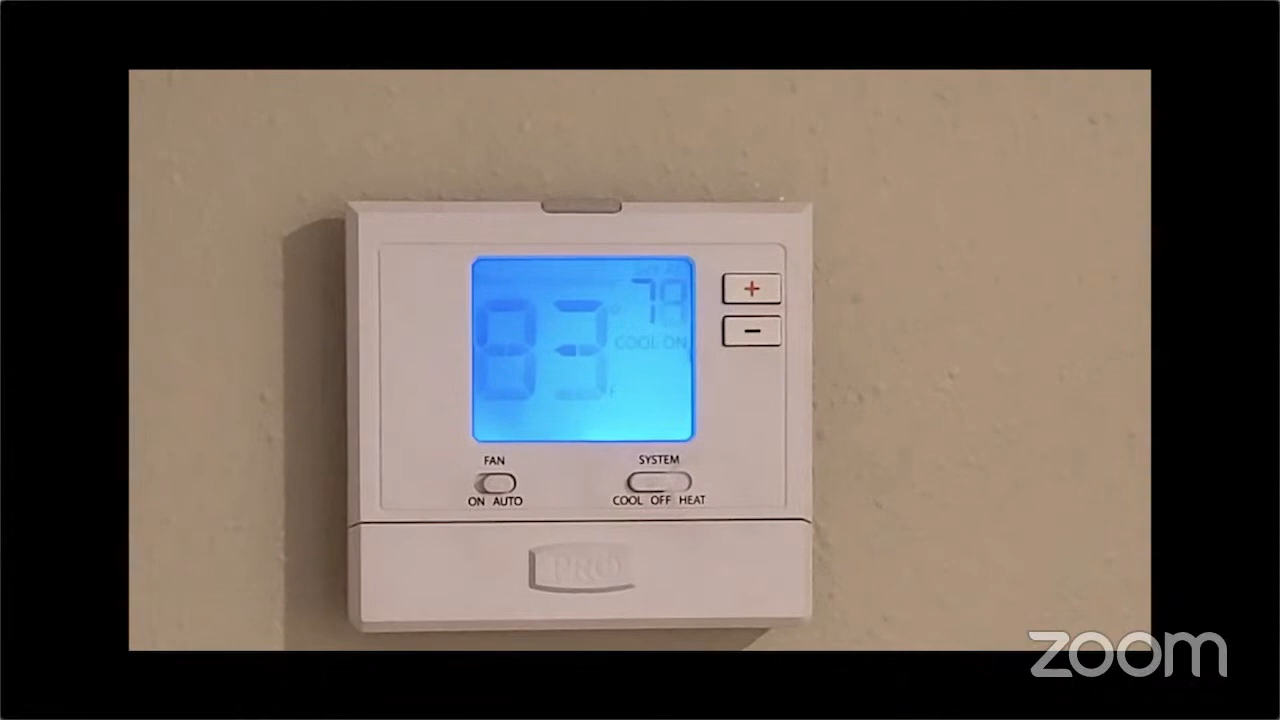 79
83° COOL ON
F
+
-
FAN
ON AUTO
SYSTEM
COOL OFF HEAT
PRO
zoom